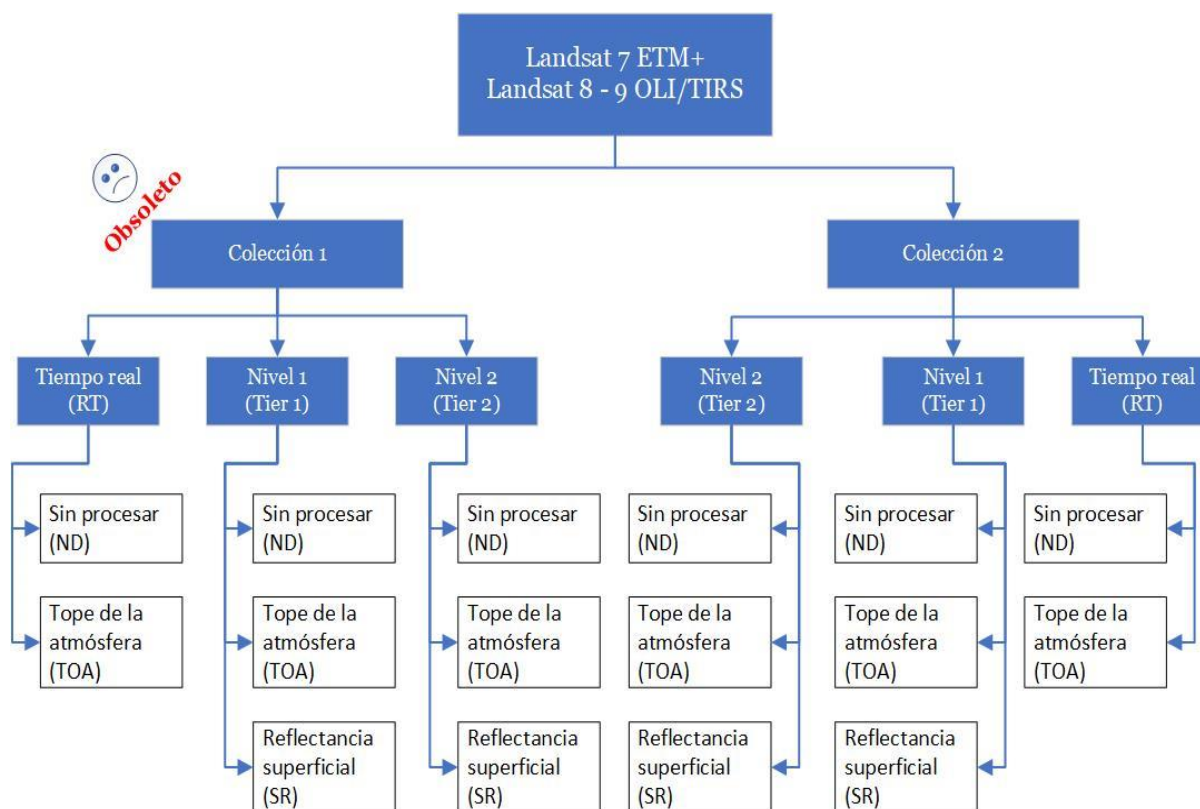 Landsat 7 ETM+
Landsat 8 - 9 OLI/TIRS
Obsoleto
Colección 1
Colección 2
Tiempo real
(RT)
Nivel 1
(Tier 1)
Nivel 2
(Tier 2)
Nivel 2
(Tier 2)
Nivel 1
(Tier 1)
Tiempo real
(RT)
Sin procesar
(ND)
Sin procesar
(ND)
Sin procesar
(ND)
Sin procesar
(ND)
Sin procesar
(ND)
Sin procesar
(ND)
Tope de la
atmósfera
(TOA)
Tope de la
atmósfera
(TOA)
Tope de la
atmósfera
(TOA)
Tope de la
atmósfera
(TOA)
Tope de la
atmósfera
(TOA)
Tope de la
atmósfera
(TOA)
Reflectancia
superficial
(SR)
Reflectancia
superficial
(SR)
Reflectancia
superficial
(SR)
Reflectancia
superficial
(SR)